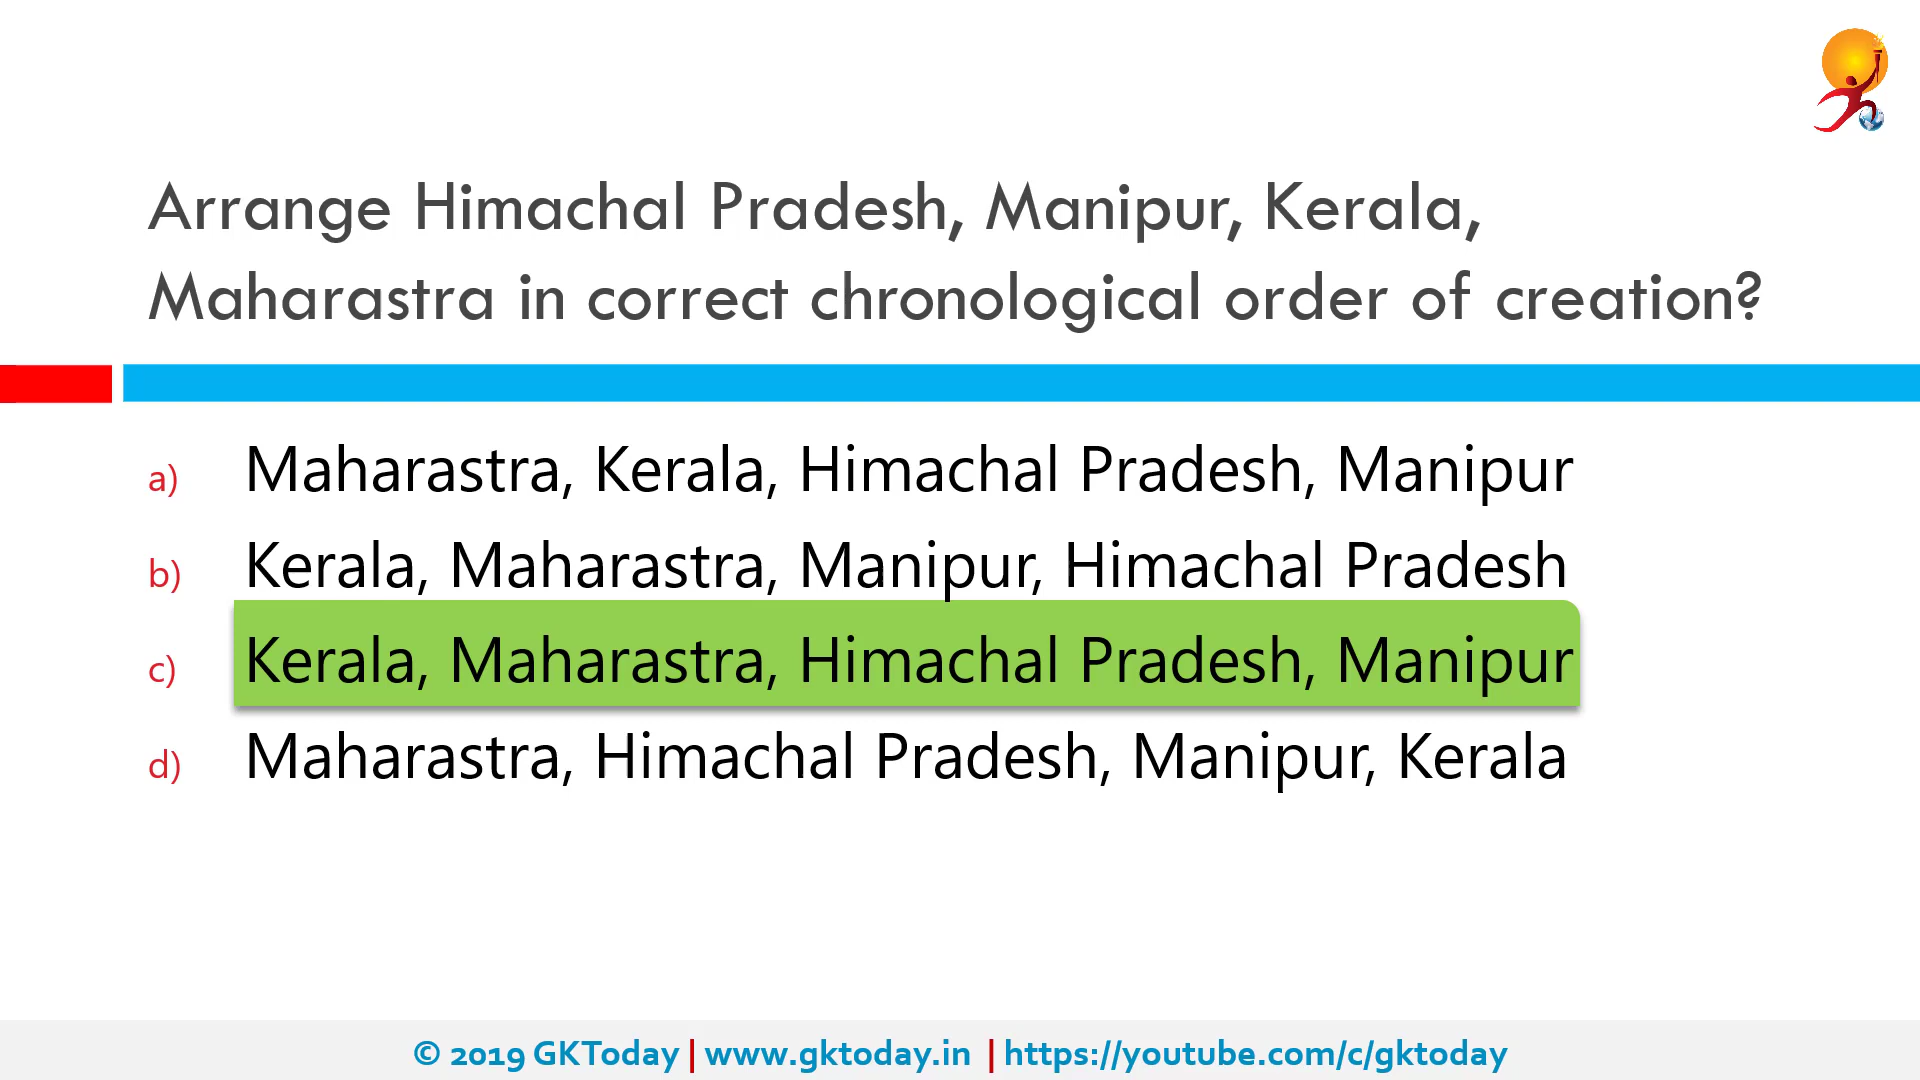 Arrange Himachal Pradesh, Manipur, Kerala,
Maharastra in correct chronological order of creation?
a) Maharastra, Kerala, Himachal Pradesh, Manipur
b) Kerala, Maharastra, Manipur, Himachal Pradesh
c) Kerala, Maharastra, Himachal Pradesh, Manipur
d) Maharastra, Himachal Pradesh, Manipur, Kerala
© 2019 GKToday | www.gktoday.in | https://youtube.com/c/gktoday